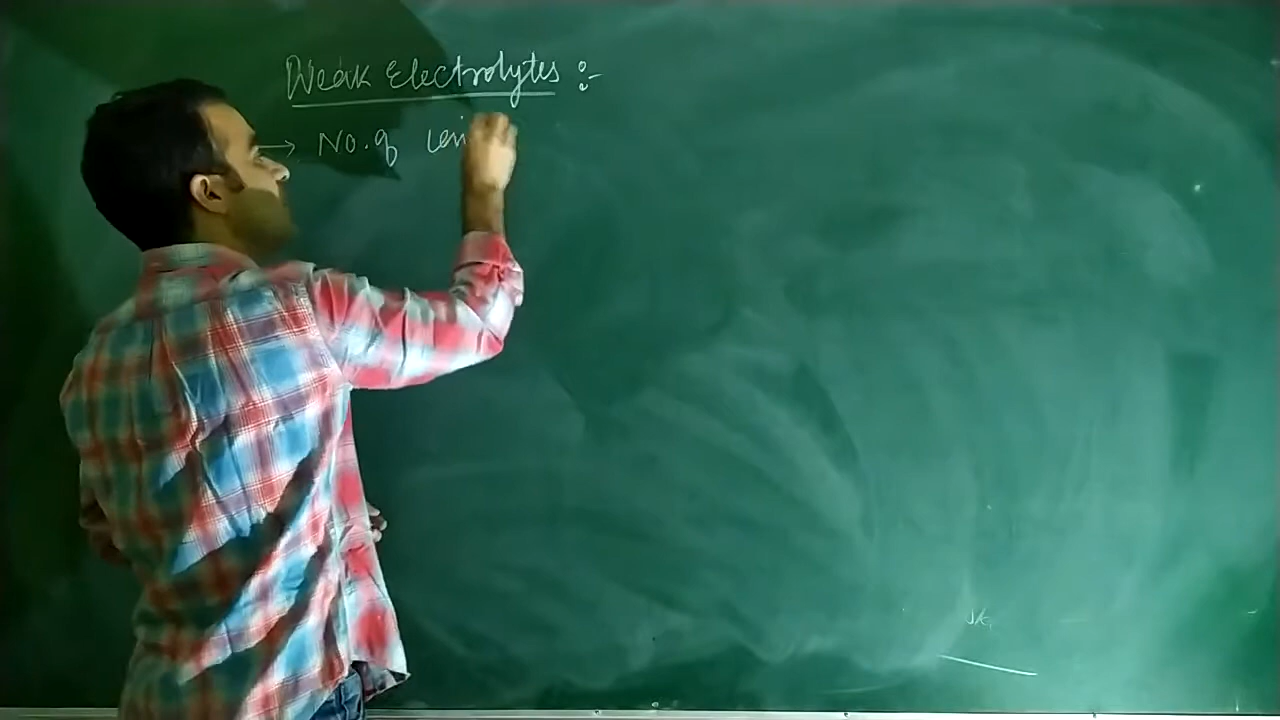 Weak Electrolytes :-
→ No. of